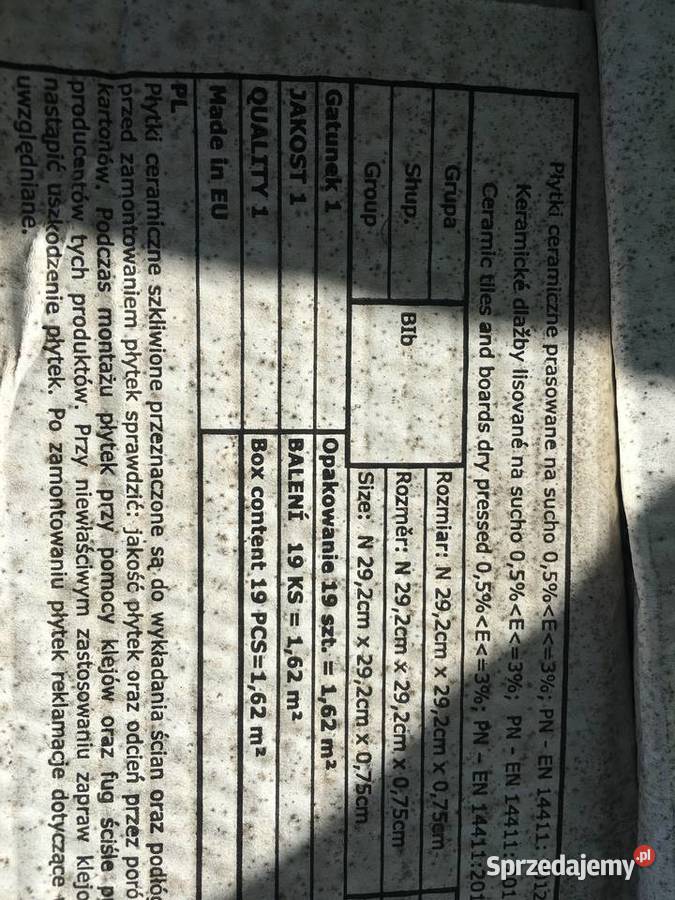 Płytki ceramiczne prasowane na sucho 0,5%<E<=3%; PN - EN 14411:
Keramické dlažby lisované na sucho 0,5%<E<=3%; PN - EN 14411
Ceramic tiles and boards dry pressed 0,5%<E<=3%; PN - EN 14411:201
Grupa
Shup.
Group
BIb
Rozmiar: N 29,2cm x 29,2cm x 0,75cm
Rozměr: N 29,2cm x 29,2cm x 0,75cm
Size: N 29,2cm x 29,2cm x 0,75cm
Gatunek 1 Opakowanie 19 szt. = 1,62 m²
JAKOST 1 BALENÍ 19 KS = 1,62 m²
QUALITY 1 Box content 19 PCS=1,62 m²
Made in EU
PL
Płytki ceramiczne szkliwione przeznaczone są do wykładania ścian oraz podłóg
przed zamontowaniem płytek sprawdzić: jakość płytek oraz odcień przez poró
kartonów. Podczas montażu płytek przy pomocy klejów oraz fug ściśle p
producentów tych produktów. Przy niewłaściwym zastosowaniu zapraw klejo
nastąpić uszkodzenie płytek. Po zamontowaniu płytek reklamacje dotyczące
uwzględniane.
Sprzedajemy.pl